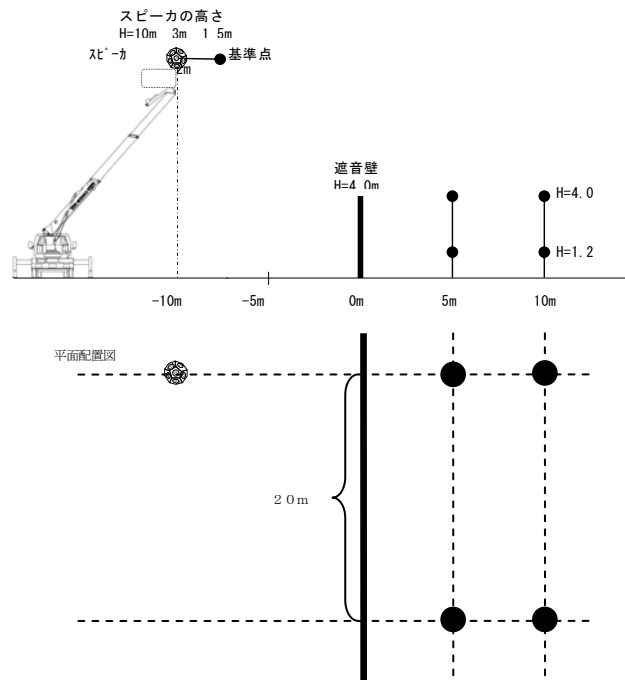 スピーカの高さ
H=10m 3m 1.5m
スピーカ
基準点
2m
遮音壁
H=4.0m
H=4.0
H=1.2
-10m
-5m
0m
5m
10m
平面配置図
20m